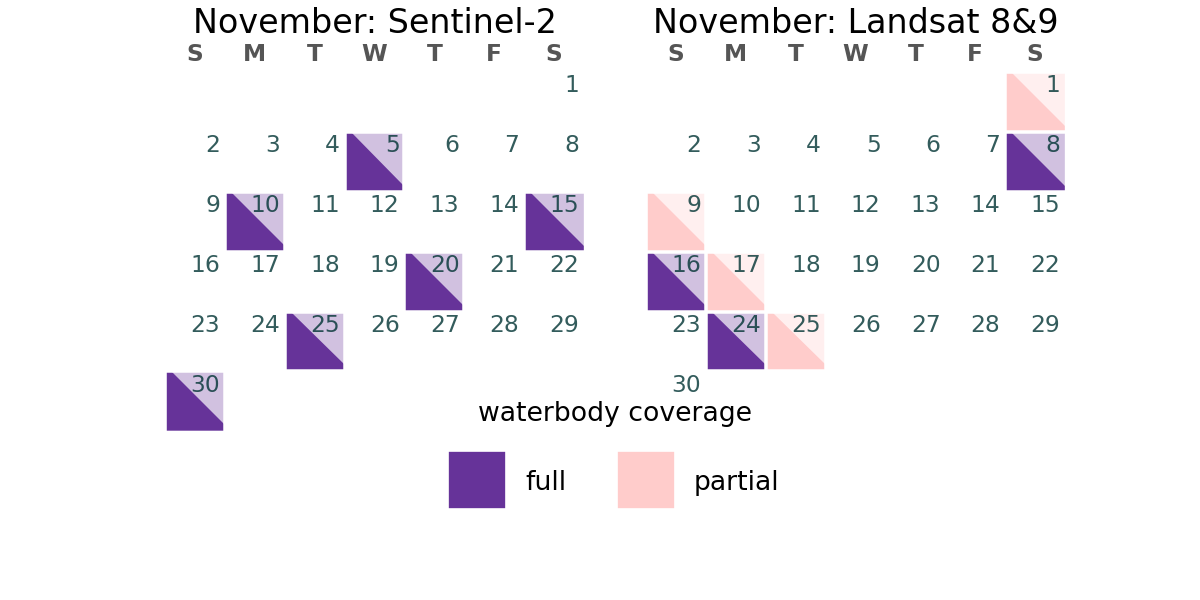 November: Sentinel-2
S M T W T F S
1
2 3 4 5 6 7 8
9 10 11 12 13 14 15
16 17 18 19 20 21 22
23 24 25 26 27 28 29
30
November: Landsat 8&9
S M T W T F S
1
2 3 4 5 6 7 8
9 10 11 12 13 14 15
16 17 18 19 20 21 22
23 24 25 26 27 28 29
30
waterbody coverage
full partial